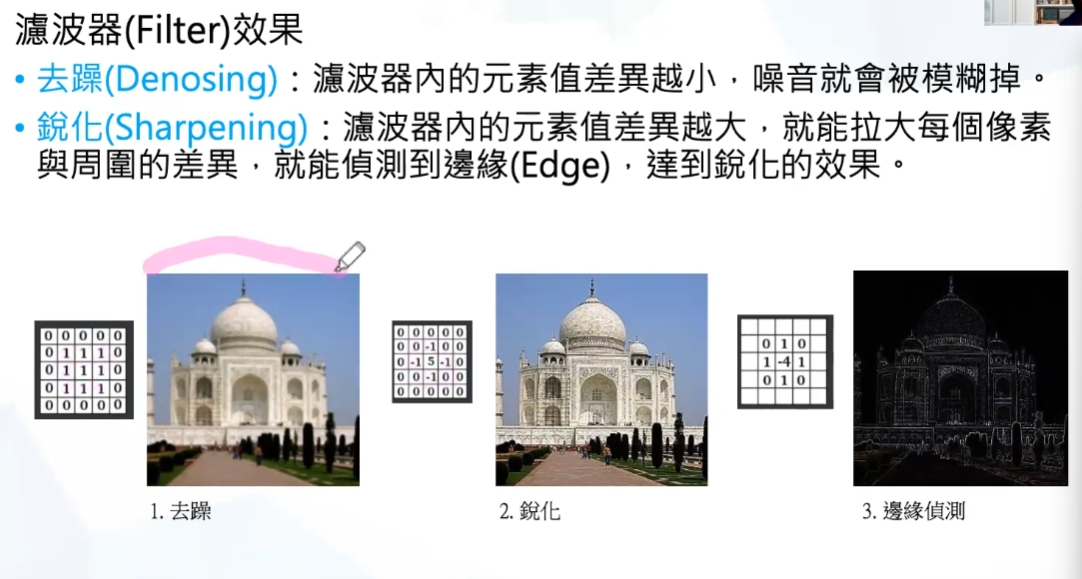 濾波器(Filter)效果
• 去躁(Denosing)：濾波器內的元素值差異越小，噪音就會被模糊掉。
• 銳化(Sharpening)：濾波器內的元素值差異越大，就能拉大每個像素
與周圍的差異，就能偵測到邊緣(Edge)，達到銳化的效果。
0 0 0 0 0
0 1 1 1 0
0 1 1 1 0
0 1 1 1 0
0 0 0 0 0
0 0 0 0 0
0 0 -1 0 0
0 -1 5 -1 0
0 0 -1 0 0
0 0 0 0 0
0 1 0
1 -4 1
0 1 0
1. 去躁
2. 銳化
3. 邊緣偵測